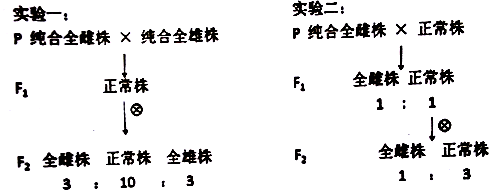 实验一：
P 纯合全雌株 × 纯合全雄株
F₁ 正常株
⊗
F₂ 全雌株 正常株 全雄株
3 : 10 : 3
实验二：
P 纯合全雌株 × 正常株
F₁ 全雌株 正常株
1 : 1
⊗
F₂ 全雌株 正常株
1 : 3